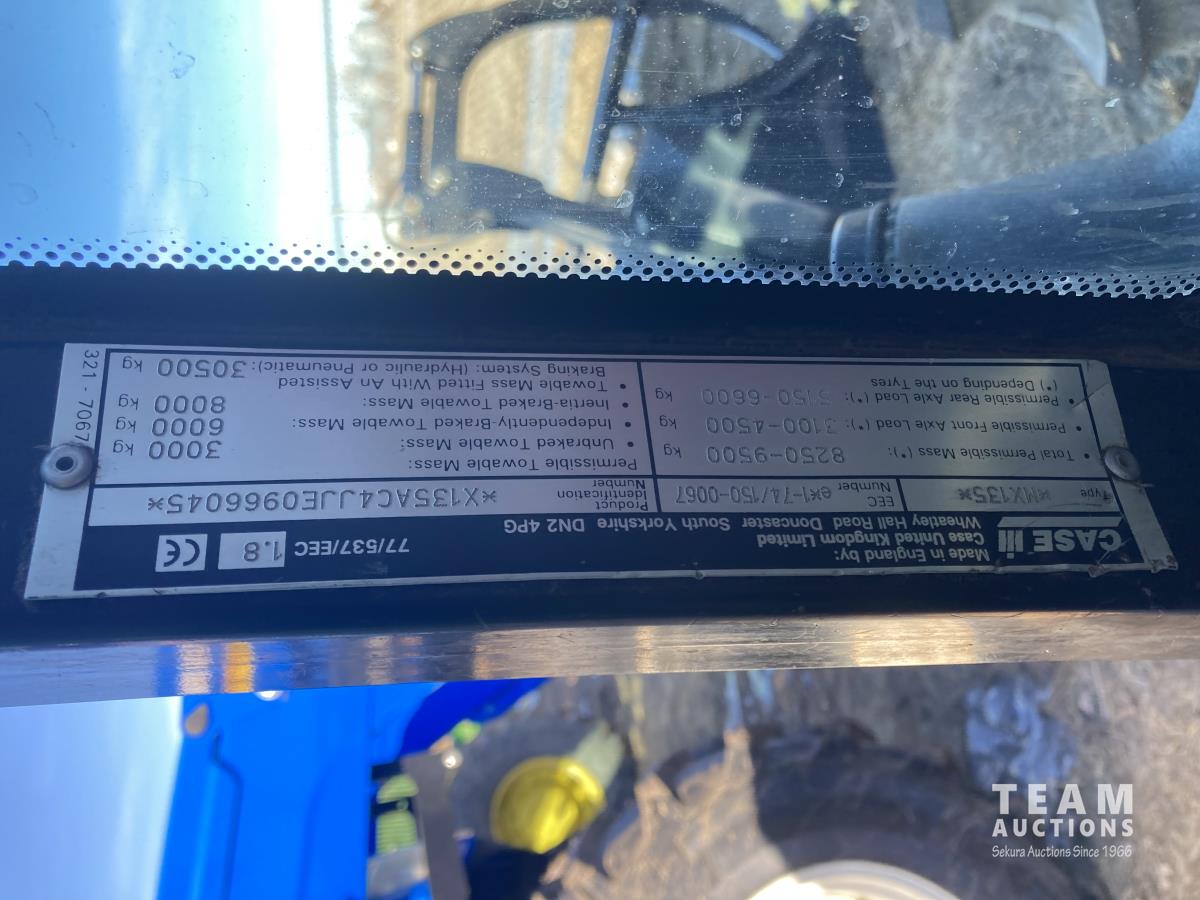 CASE III
Made in England by:
Case United Kingdom Limited
Wheatley Hall Road Doncaster South Yorkshire DN2 4PG
77/537/EEC 1.8 CE
Type *MX135*
EEC Number e*1-74/150-0067
Product Identification Number *X135AC4JJE0966045*
• Total Permissible Mass (*): 8250-9500 kg
• Permissible Front Axle Load (*): 3100-4500 kg
• Permissible Rear Axle Load (*): 5150-6600 kg
(*) Depending on the Tyres
Permissible Towable Mass:
• Unbraked Towable Mass: 3000 kg
• Independently-Braked Towable Mass: 6000 kg
• Inertia-Braked Towable Mass: 8000 kg
• Towable Mass Fitted With An Assisted
Braking System: (Hydraulic or Pneumatic): 30500 kg
321 - 7067
TEAM
AUCTIONS
Sekura Auctions Since 1966